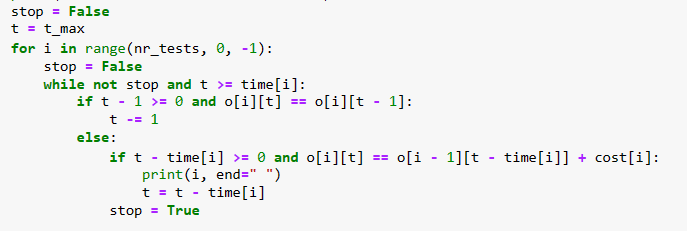 stop = False
t = t_max
for i in range(nr_tests, 0, -1):
    stop = False
    while not stop and t >= time[i]:
        if t - 1 >= 0 and o[i][t] == o[i][t - 1]:
            t -= 1
        else:
            if t - time[i] >= 0 and o[i][t] == o[i - 1][t - time[i]] + cost[i]:
                print(i, end=" ")
                t = t - time[i]
            stop = True